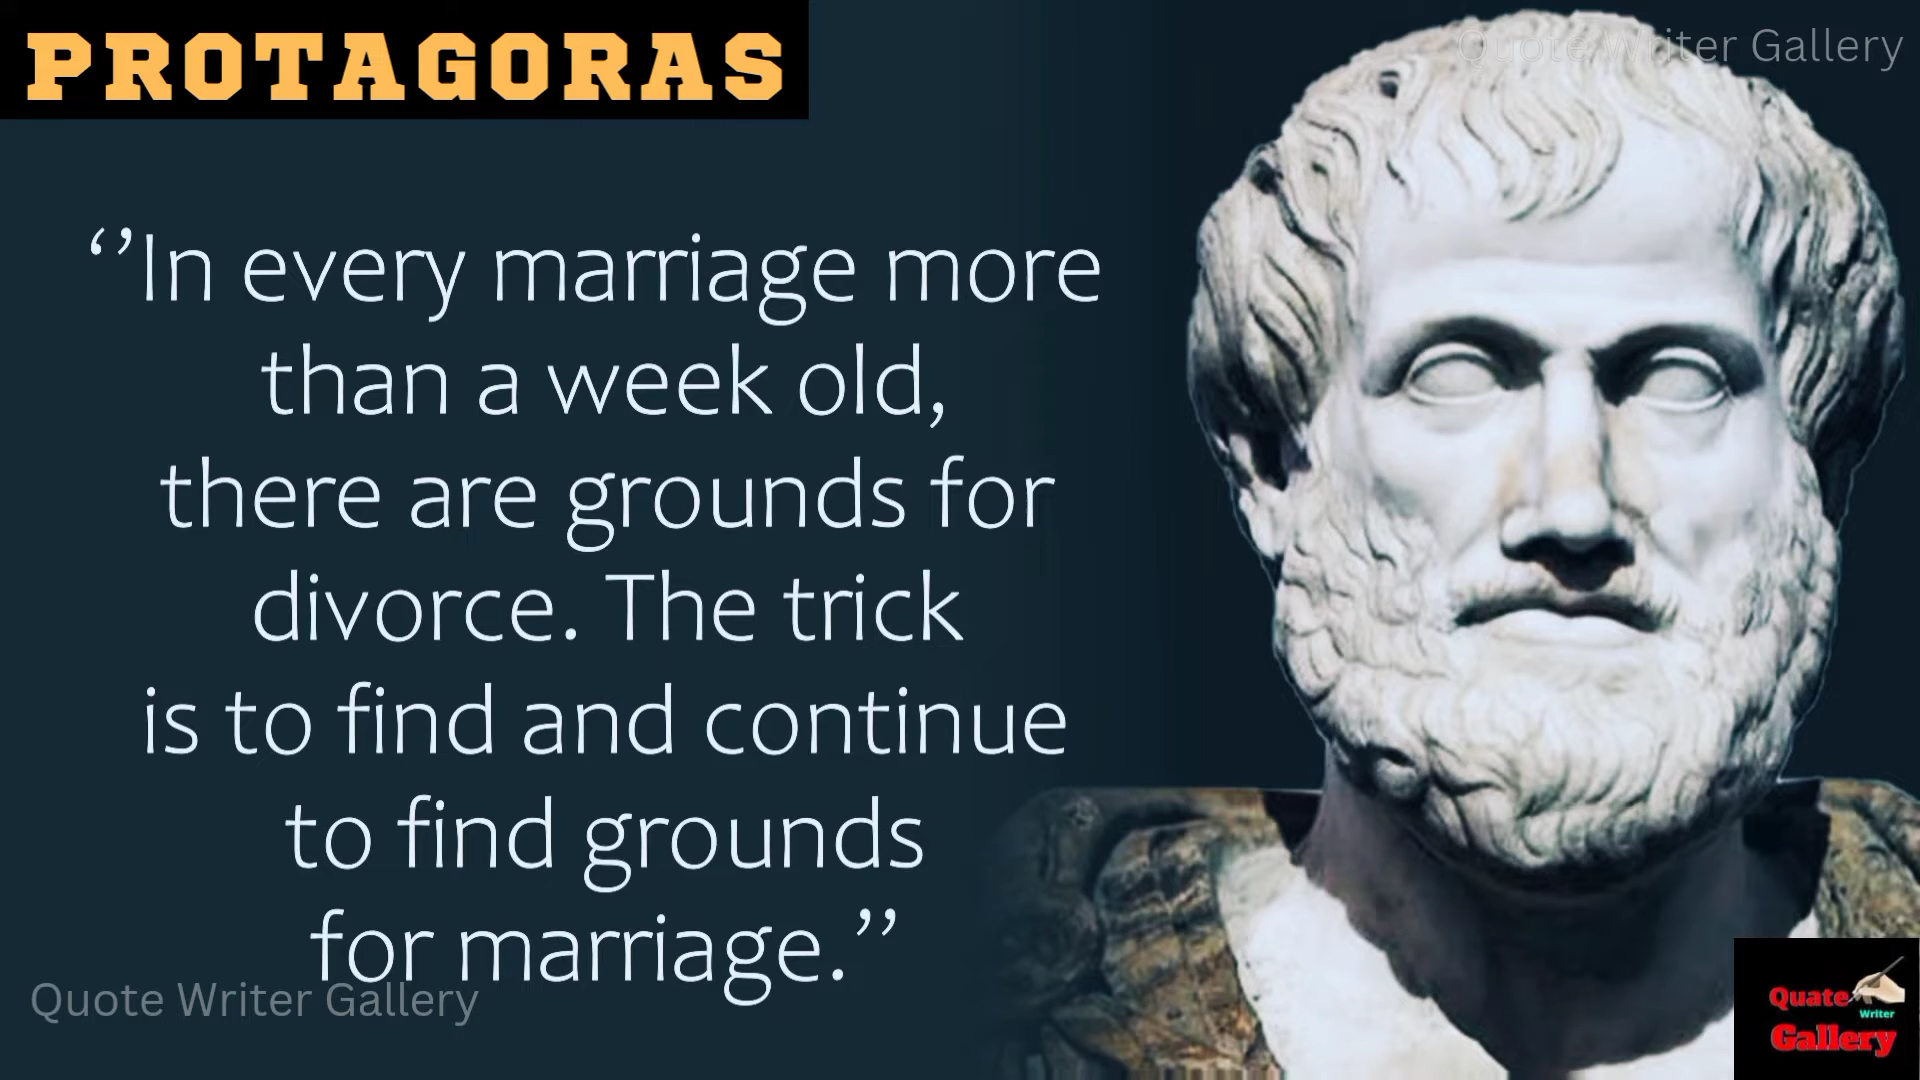 PROTAGORAS
Quote Writer Gallery
‘’In every marriage more
than a week old,
there are grounds for
divorce. The trick
is to find and continue
to find grounds
for marriage.’’
Quote Writer Gallery
Quate
Writer
Gallery